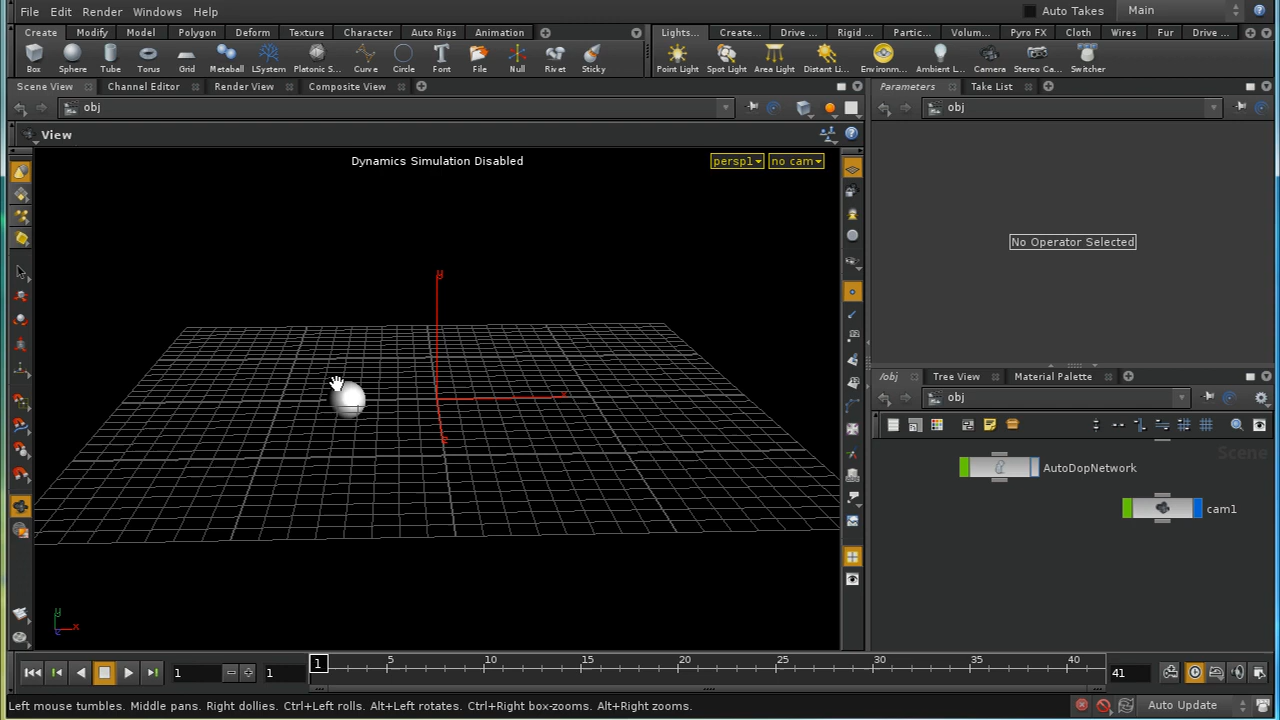 File Edit Render Windows Help
Auto Takes Main
Create Modify Model Polygon Deform Texture Character Auto Rigs Animation
Lights... Create... Drive ... Rigid ... Partic... Volum... Pyro FX Cloth Wires Fur Drive ...
Box Sphere Tube Torus Grid Metaball LSystem Platonic S... Curve Circle Font File Null Rivet Sticky
Point Light Spot Light Area Light Distant Li... Environm... Ambient L... Camera Stereo Ca... Switcher
Scene View Channel Editor Render View Composite View
Parameters Take List
obj
obj
View
Dynamics Simulation Disabled
persp1 no cam
No Operator Selected
y
x
z
/obj Tree View Material Palette
obj
Scene
AutoDopNetwork
cam1
y
x
1 1 1 5 10 15 20 25 30 35 40 41
Left mouse tumbles. Middle pans. Right dollies. Ctrl+Left rolls. Alt+Left rotates. Ctrl+Right box-zooms. Alt+Right zooms.
Auto Update